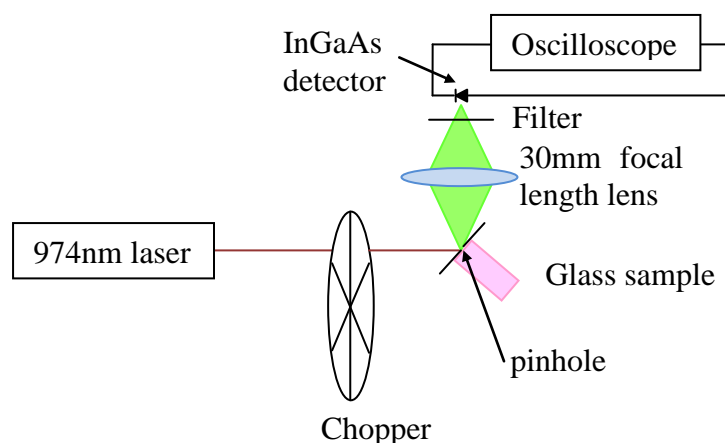 InGaAs
detector
Oscilloscope
Filter
30mm focal
length lens
974nm laser
Glass sample
pinhole
Chopper